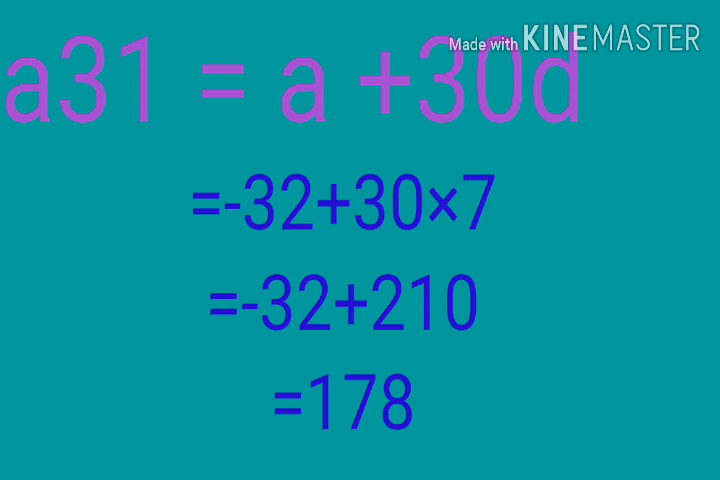 Made with KINEMASTER
a31 = a +30d
=-32+30×7
=-32+210
=178